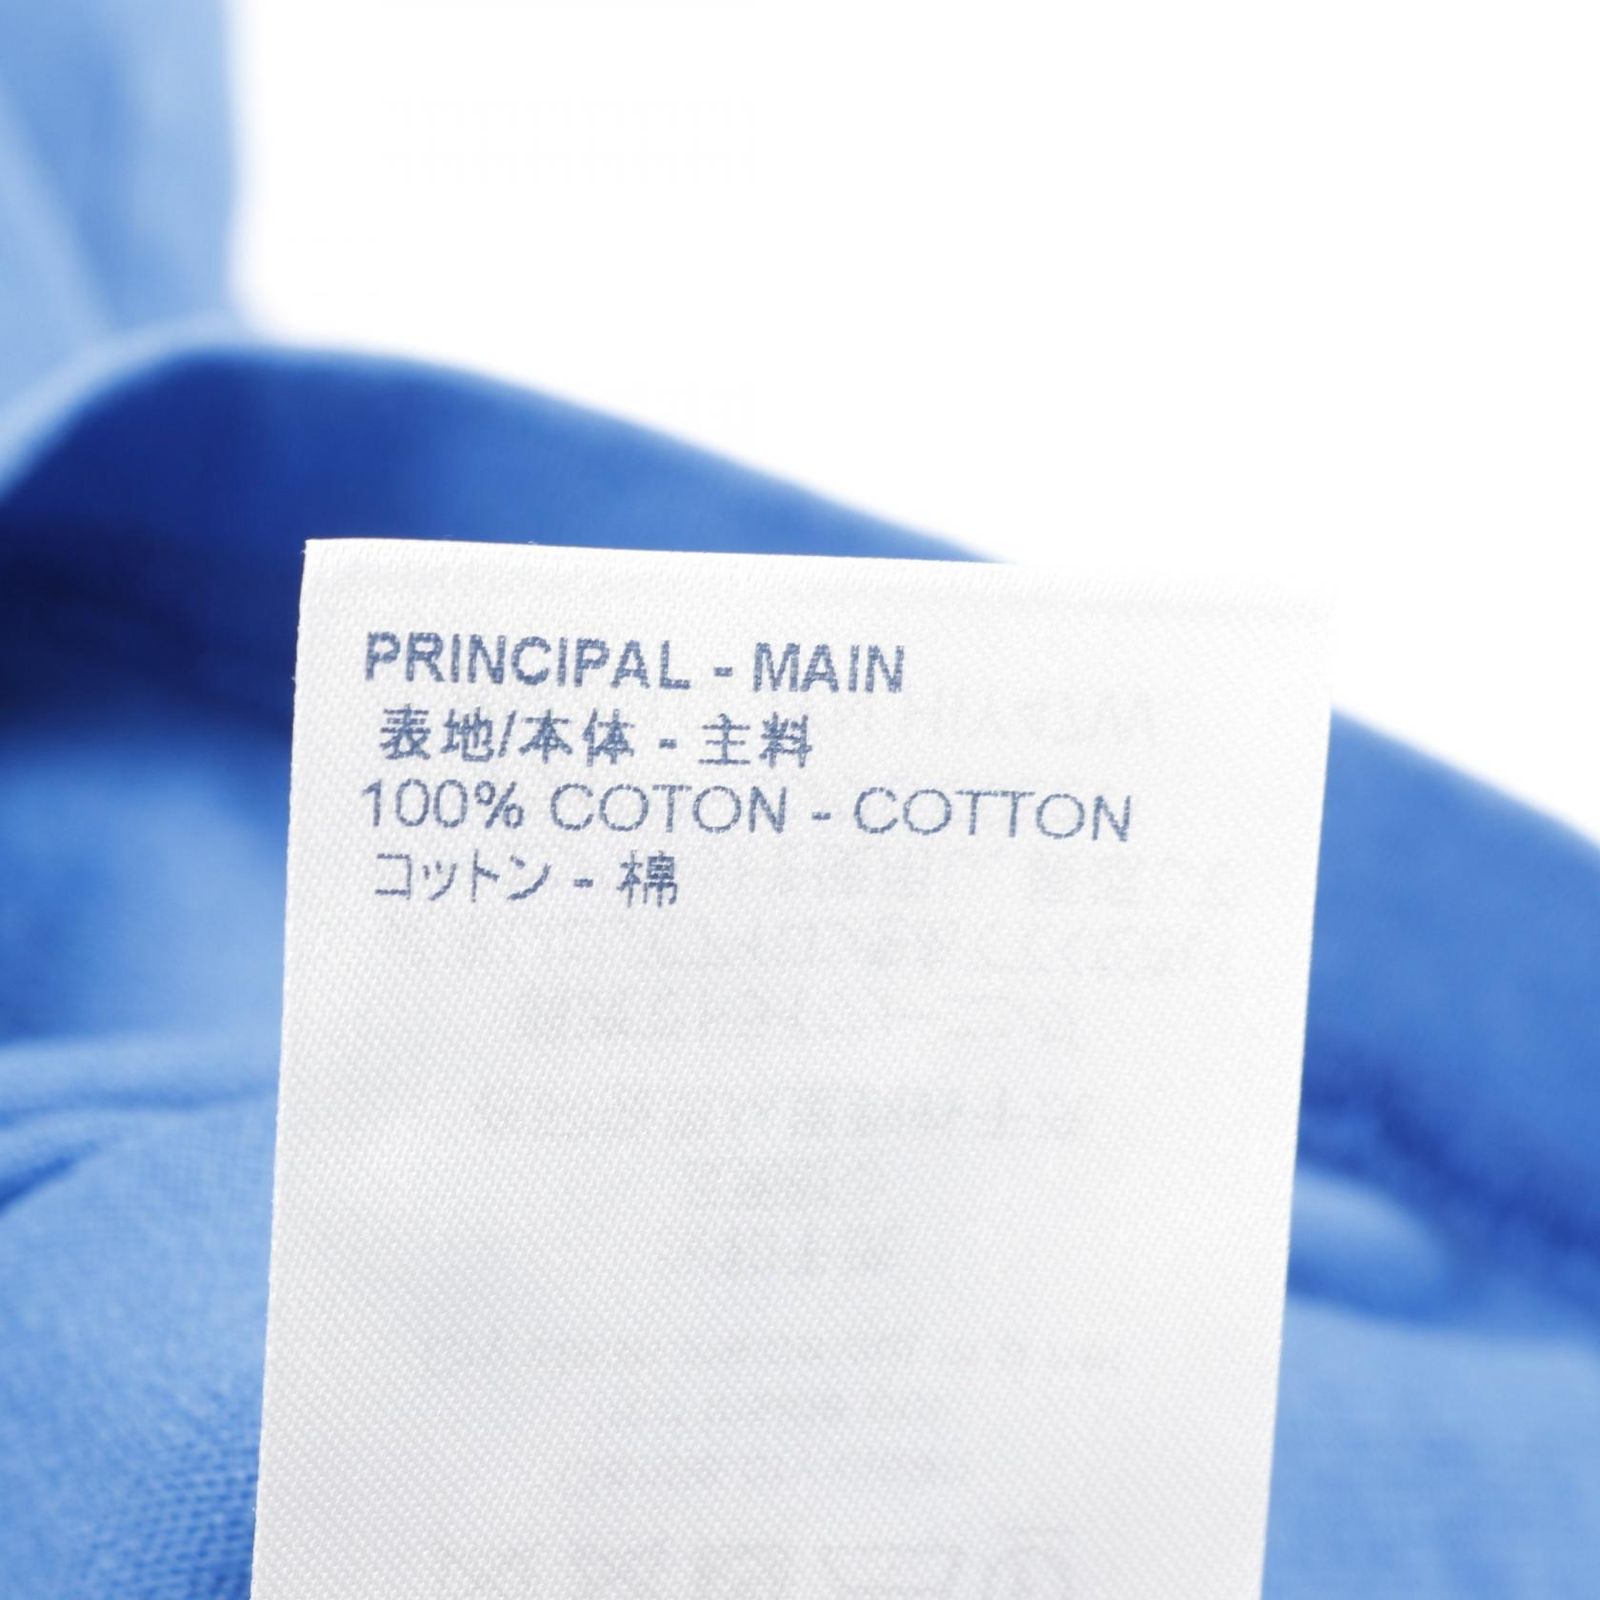 PRINCIPAL - MAIN
表地/本体 - 主料
100% COTON - COTTON
コットン - 棉